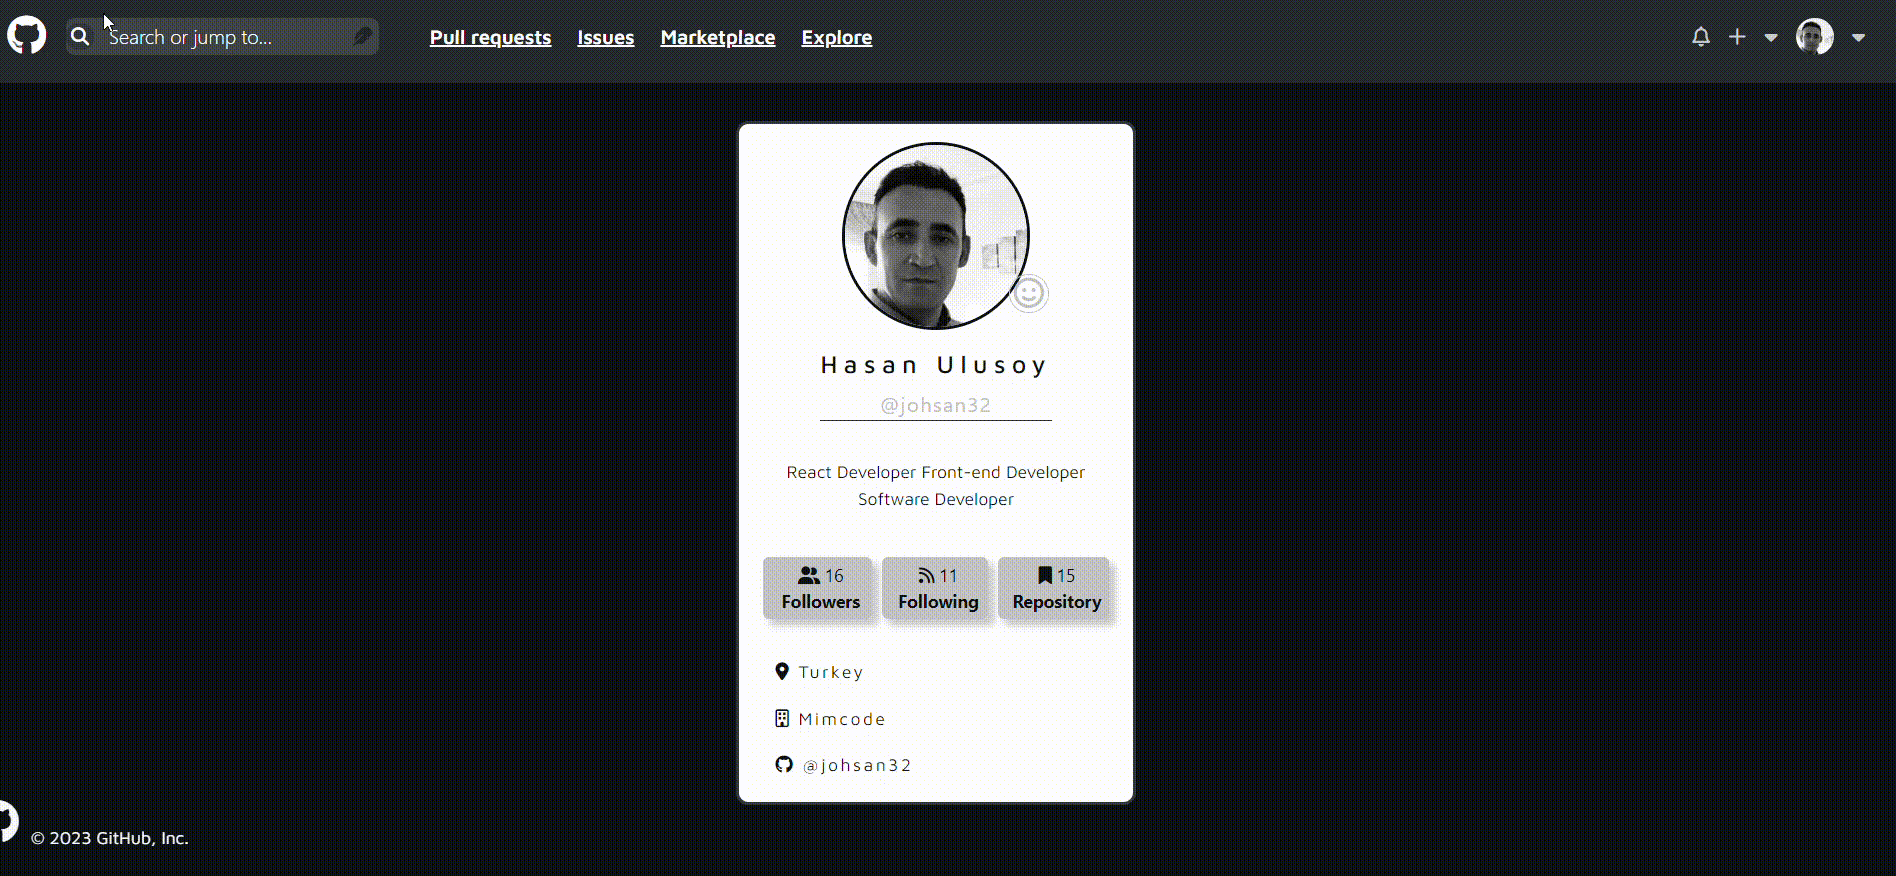 Search or jump to...
Pull requests Issues Marketplace Explore
Hasan Ulusoy
@johsan32
React Developer Front-end Developer
Software Developer
16 11 15
Followers Following Repository
Turkey
Mimcode
@johsan32
© 2023 GitHub, Inc.